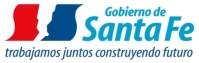 Gobierno de
Santa Fe
trabajamos juntos construyendo futuro